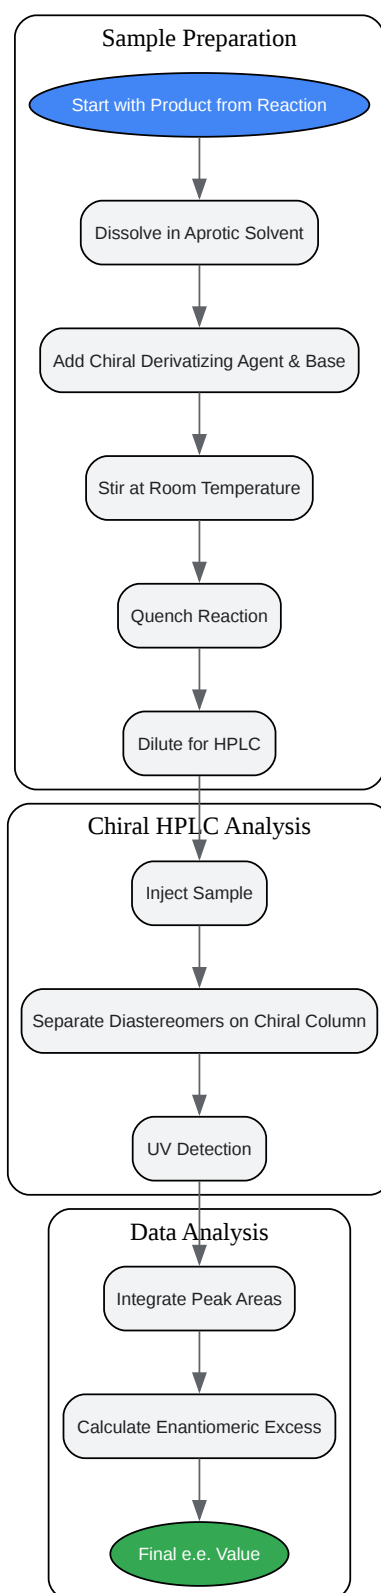 Sample Preparation
Start with Product from Reaction
Dissolve in Aprotic Solvent
Add Chiral Derivatizing Agent & Base
Stir at Room Temperature
Quench Reaction
Dilute for HPLC
Chiral HPLC Analysis
Inject Sample
Separate Diastereomers on Chiral Column
UV Detection
Data Analysis
Integrate Peak Areas
Calculate Enantiomeric Excess
Final e.e. Value